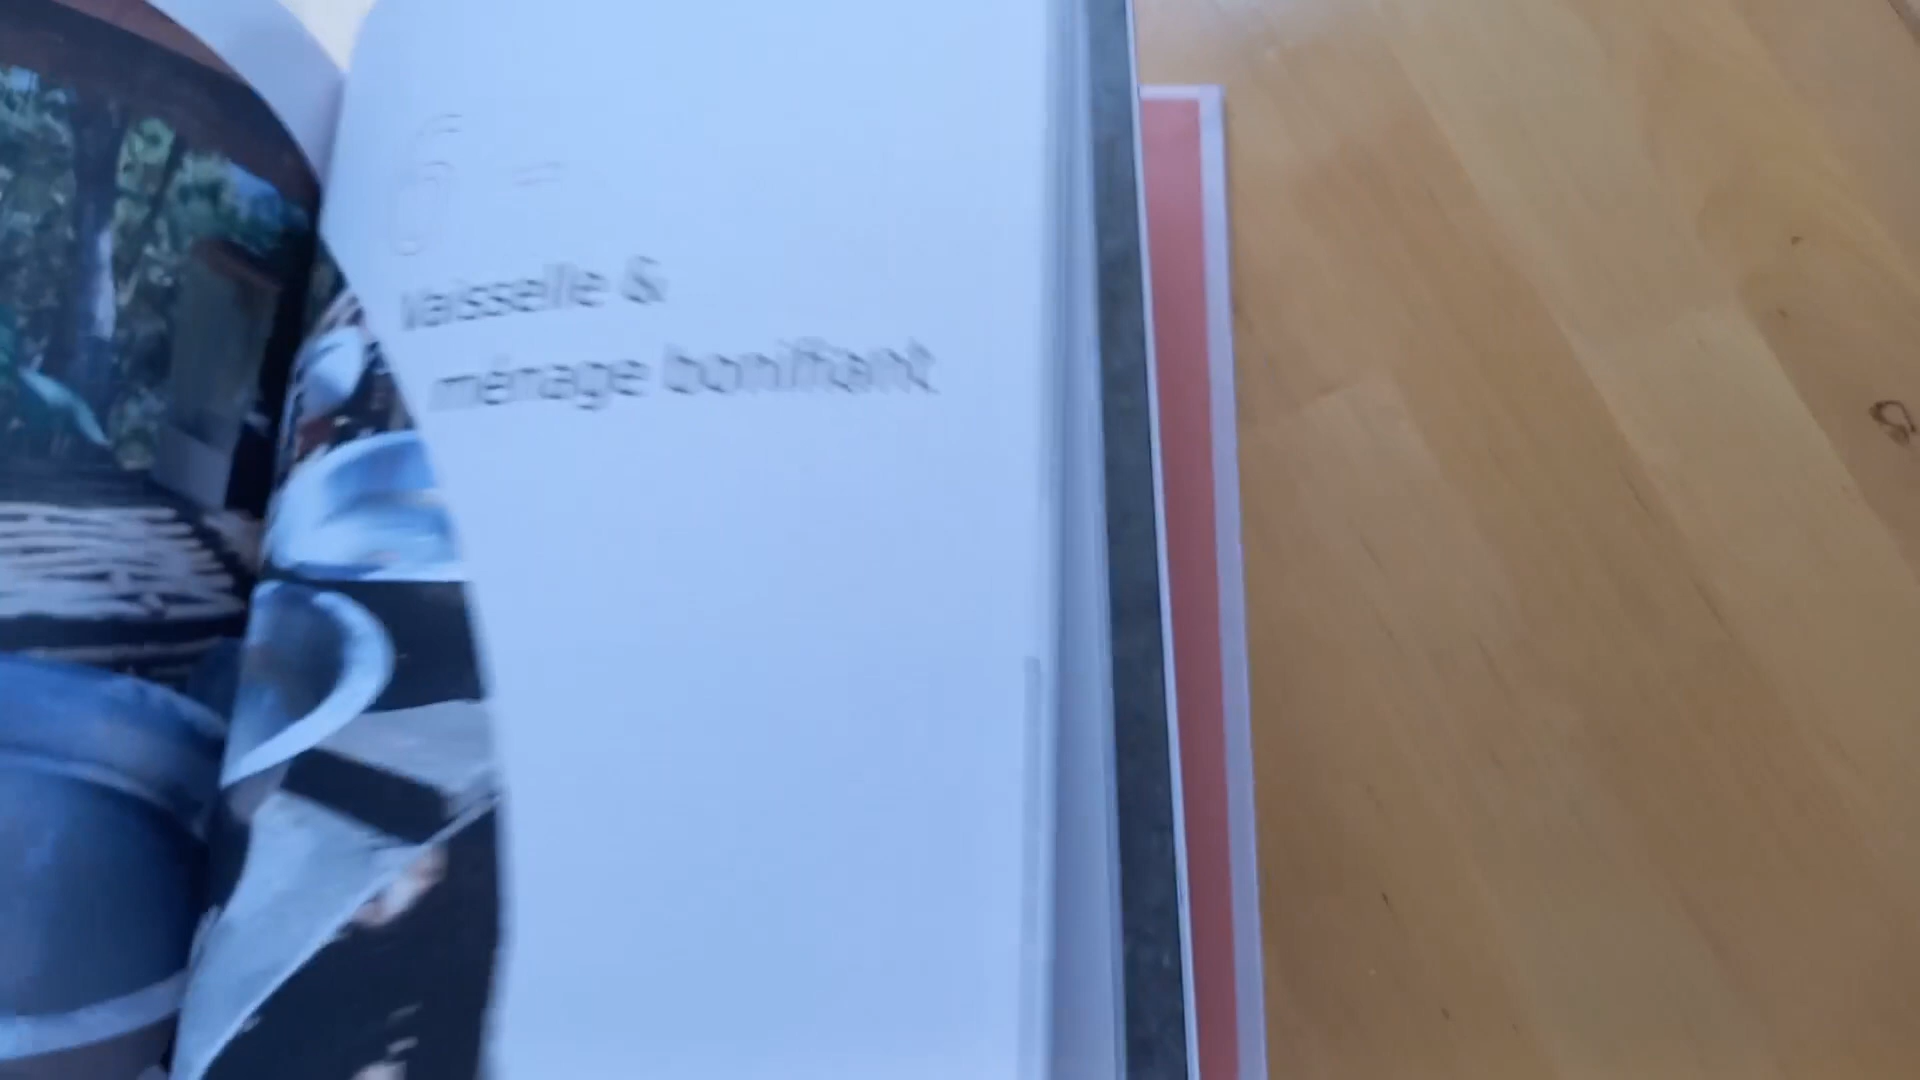 6 –
Vaisselle &
ménage bonifiant